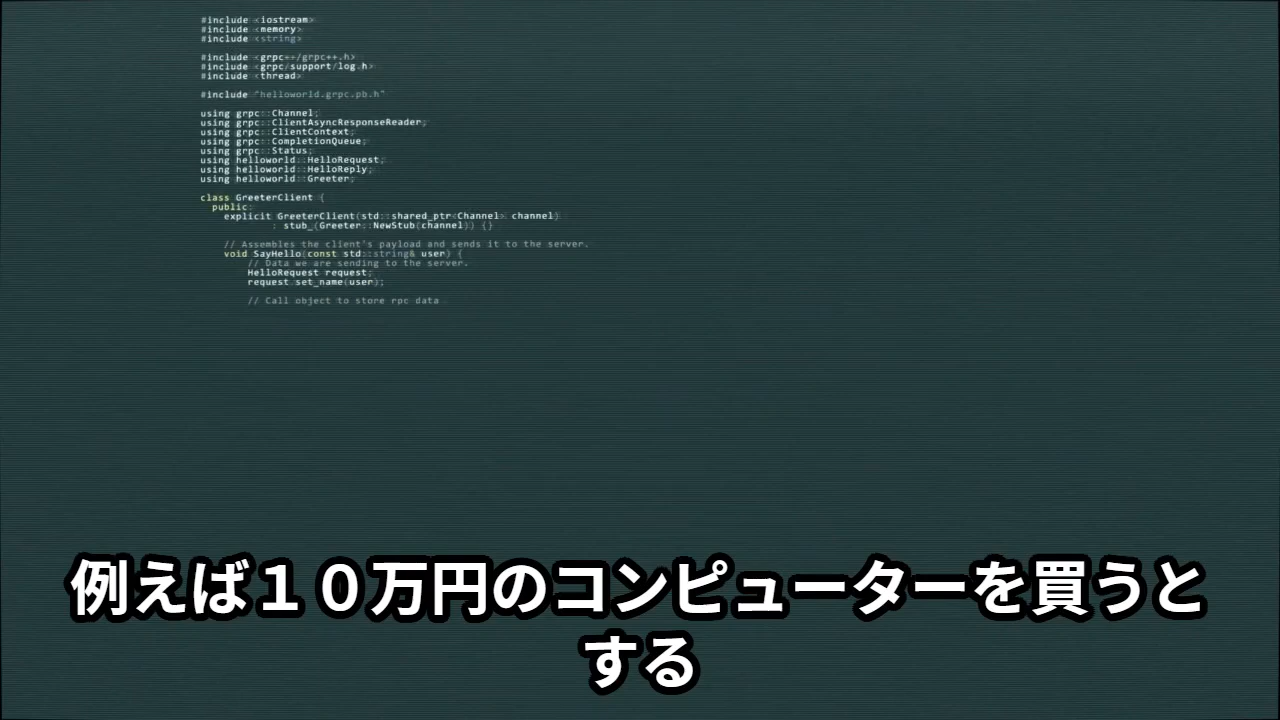 #include <iostream>
#include <memory>
#include <string>
#include <grpc++/grpc++.h>
#include <grpc/support/log.h>
#include <thread>
#include "helloworld.grpc.pb.h"
using grpc::Channel;
using grpc::ClientAsyncResponseReader;
using grpc::ClientContext;
using grpc::CompletionQueue;
using grpc::Status;
using helloworld::HelloRequest;
using helloworld::HelloReply;
using helloworld::Greeter;
class GreeterClient {
public:
explicit GreeterClient(std::shared_ptr<Channel> channel)
: stub_(Greeter::NewStub(channel)) {}
// Assembles the client's payload and sends it to the server.
void SayHello(const std::string& user) {
// Data we are sending to the server.
HelloRequest request;
request.set_name(user);
// Call object to store rpc data
例えば１０万円のコンピューターを買うと
する